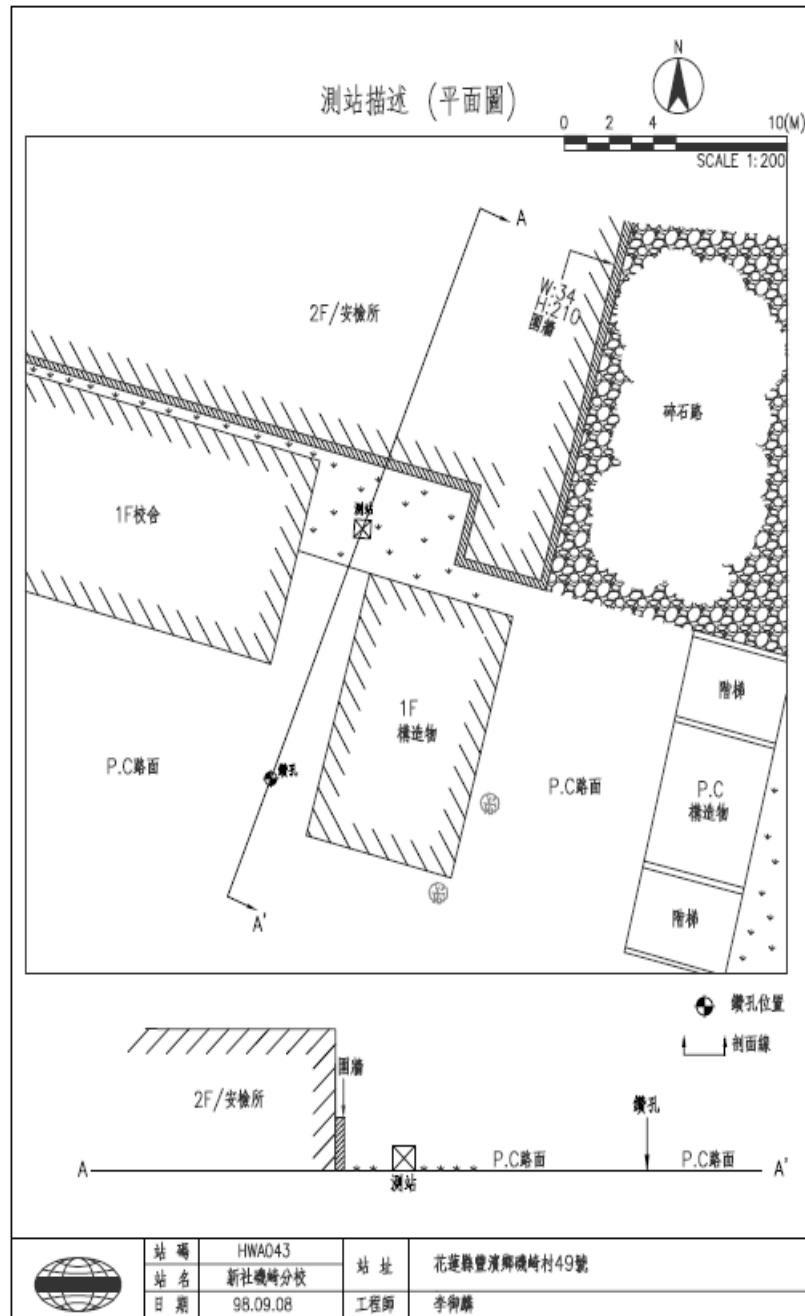 N
測站描述 (平面圖)
0 2 4 10(M)
SCALE 1:200
A
W:34
H:210
圍牆
2F/安檢所
碎石路
測站
1F校舍
階梯
1F
構造物
P.C路面
鑽孔
P.C路面
P.C
構造物
階梯
A'
鑽孔位置
剖面線
圍牆
2F/安檢所
鑽孔
A
測站
P.C路面
P.C路面
A'
站碼 HWA043
站址 花蓮縣豐濱鄉磯崎村49號
站名 新社磯崎分校
日期 98.09.08
工程師 李御麟